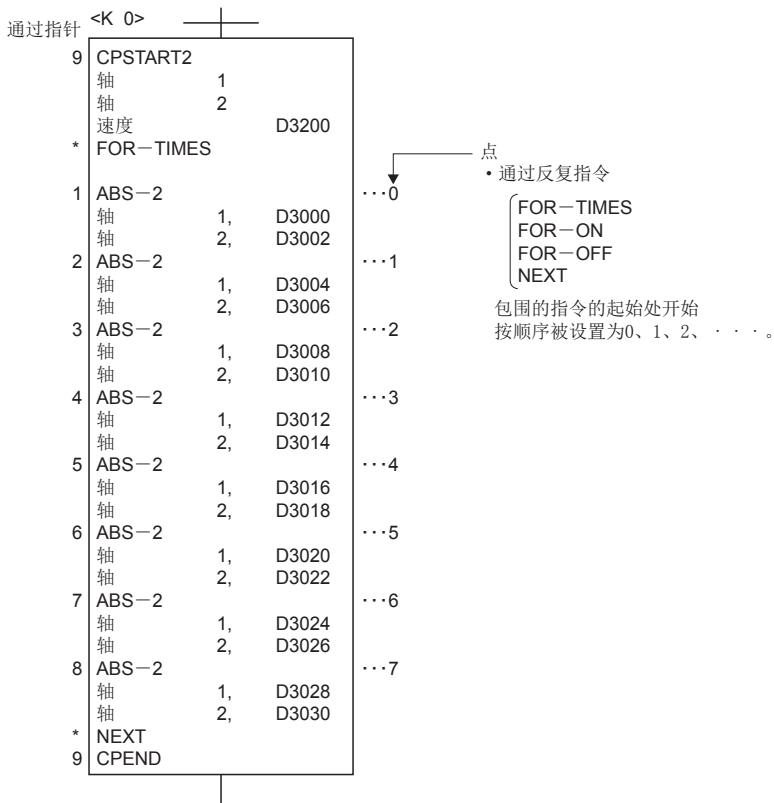 <K 0>
通过指针
9 CPSTART2
轴 1
轴 2
速度 D3200
* FOR-TIMES
1 ABS-2 ···0
轴 1, D3000
轴 2, D3002
2 ABS-2 ···1
轴 1, D3004
轴 2, D3006
3 ABS-2 ···2
轴 1, D3008
轴 2, D3010
4 ABS-2 ···3
轴 1, D3012
轴 2, D3014
5 ABS-2 ···4
轴 1, D3016
轴 2, D3018
6 ABS-2 ···5
轴 1, D3020
轴 2, D3022
7 ABS-2 ···6
轴 1, D3024
轴 2, D3026
8 ABS-2 ···7
轴 1, D3028
轴 2, D3030
* NEXT
9 CPEND
点
·通过反复指令
FOR-TIMES
FOR-ON
FOR-OFF
NEXT
包围的指令的起始处开始
按顺序被设置为0、1、2、···。